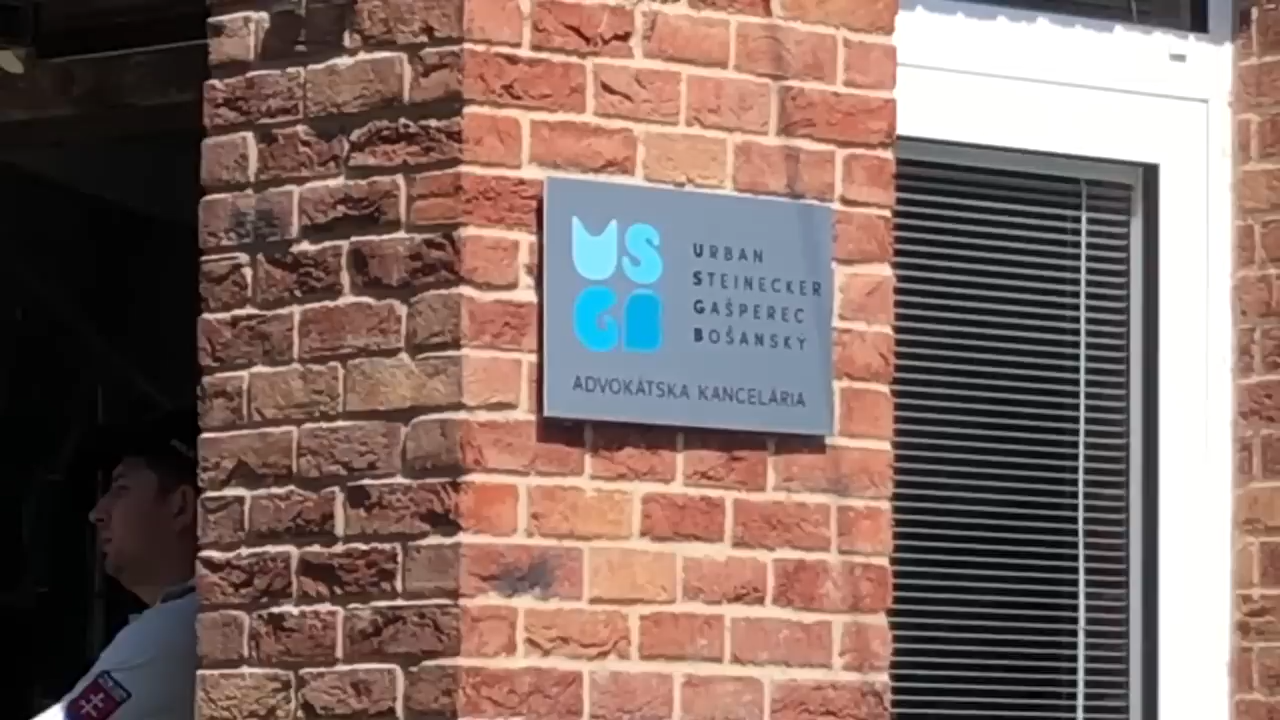 US
GB
URBAN
STEINECKER
GAŠPEREC
BOŠANSKÝ
ADVOKÁTSKA KANCELÁRIA